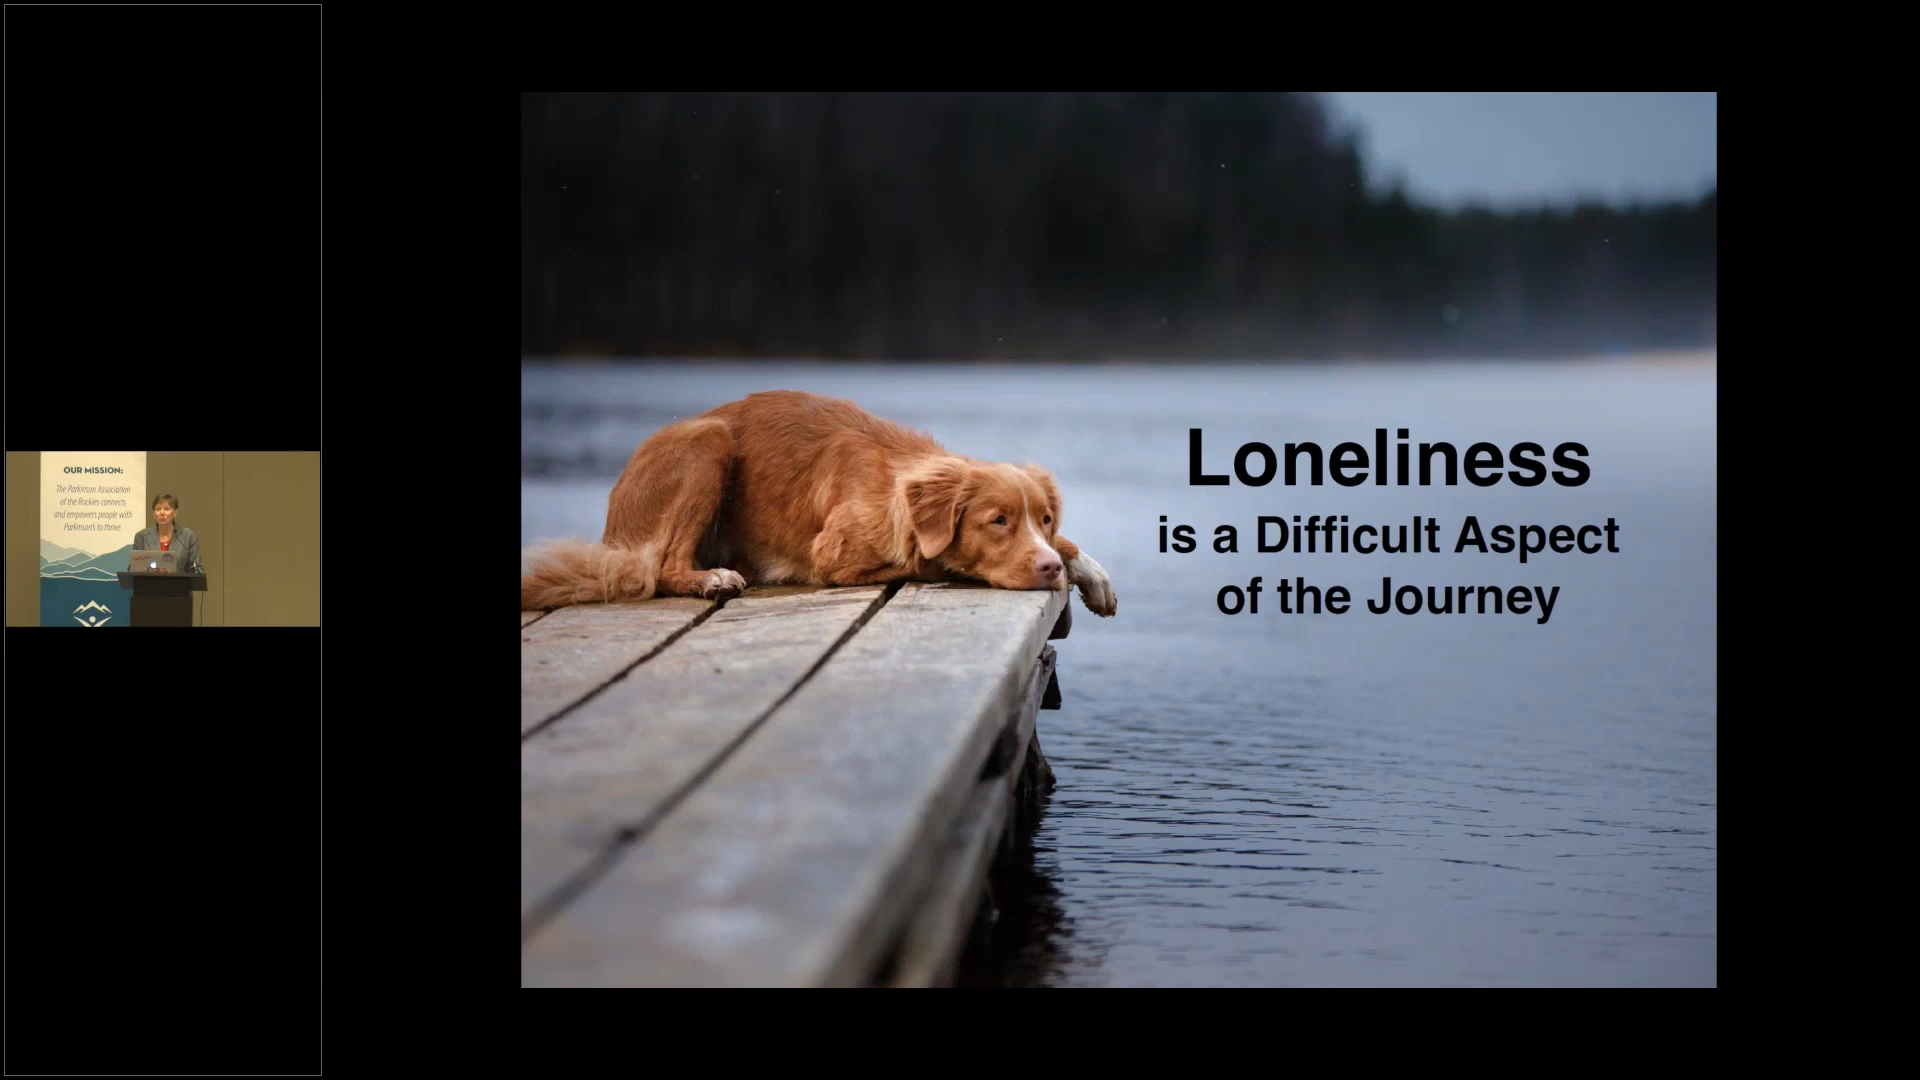 OUR MISSION:
The Parkinson Association
of the Rockies connects
and empowers people with
Parkinson's to thrive.
Loneliness
is a Difficult Aspect
of the Journey